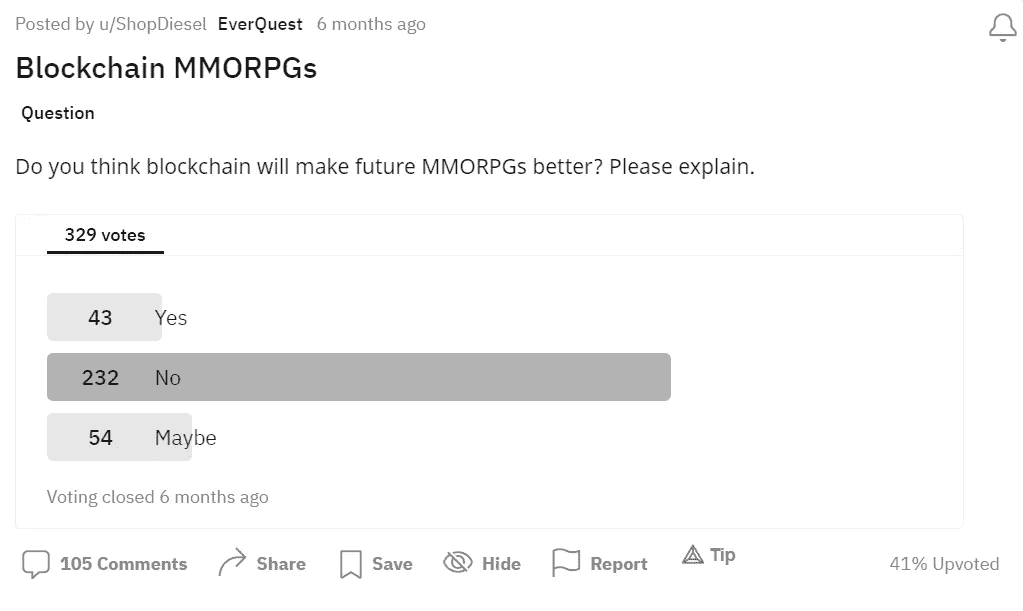 Posted by u/ShopDiesel EverQuest 6 months ago
Blockchain MMORPGs
Question
Do you think blockchain will make future MMORPGs better? Please explain.
329 votes
43 Yes
232 No
54 Maybe
Voting closed 6 months ago
105 Comments Share Save Hide Report Tip 41% Upvoted